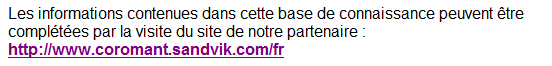 Les informations contenues dans cette base de connaissance peuvent être
complétées par la visite du site de notre partenaire :
http://www.coromant.sandvik.com/fr